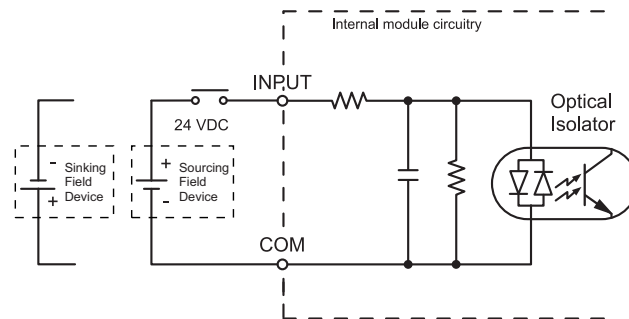 Internal module circuitry
INPUT
Optical
Isolator
24 VDC
-
Sinking
Field
Device
+
+
Sourcing
Field
Device
-
COM